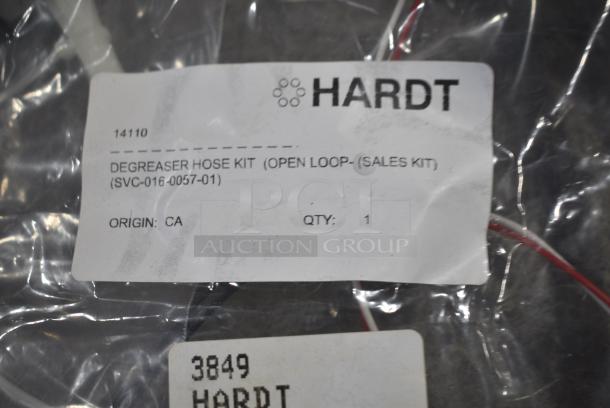 HARDT
14110
DEGREASER HOSE KIT (OPEN LOOP- (SALES KIT)
(SVC-016-0057-01)
PCI
AUCTION GROUP
ORIGIN: CA QTY: 1
3849
HARDT